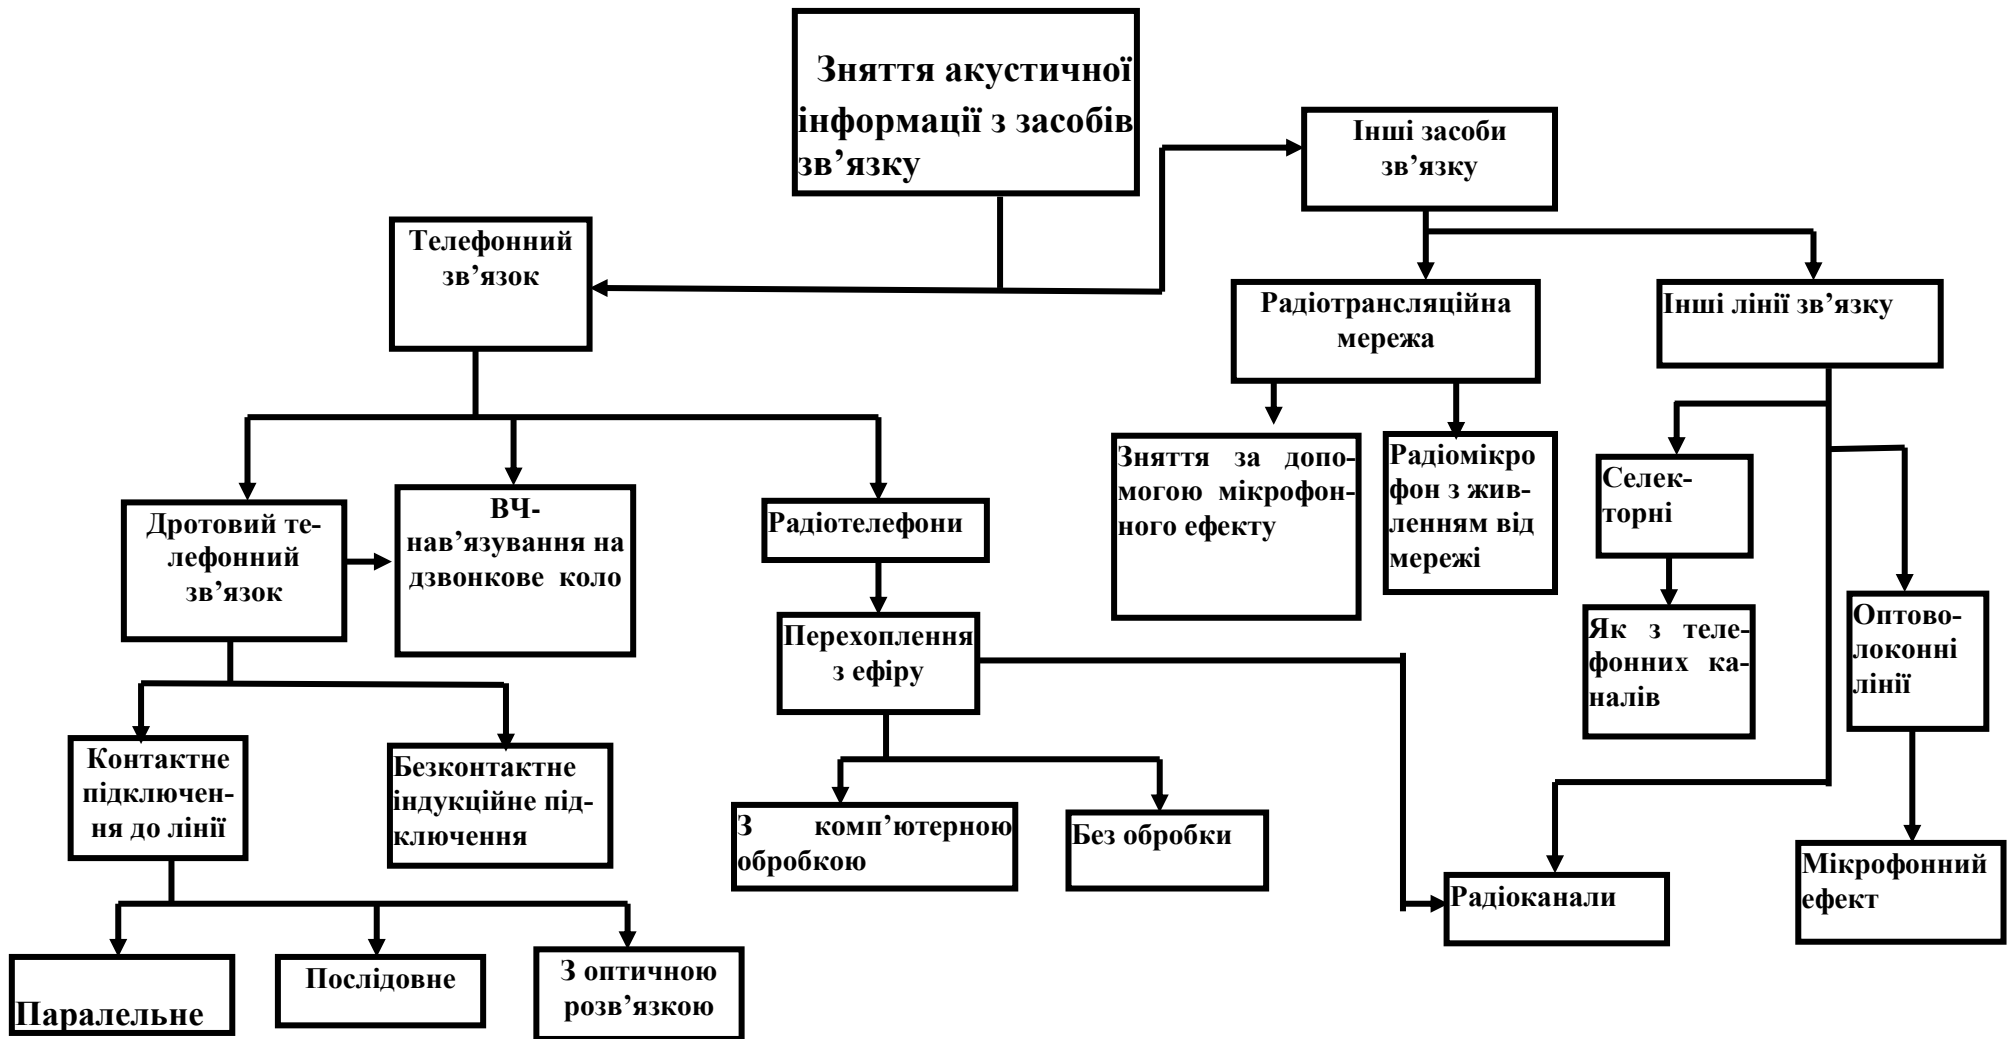 Зняття акустичної
інформації з засобів
зв’язку
Інші засоби
зв’язку
Телефонний
зв’язок
Радіотрансляційна
мережа
Інші лінії зв’язку
Зняття за допо-
могою мікрофон-
ного ефекту
Радіомікро
фон з жив-
ленням від
мережі
Селек-
торні
Дротовий те-
лефонний
зв’язок
ВЧ-
нав’язування на
дзвонкове коло
Радіотелефони
Перехоплення
з ефіру
Як з теле-
фонних ка-
налів
Оптово-
локонні
лінії
Контактне
підключен-
ня до лінії
Безконтактне
індукційне під-
ключення
З комп’ютерною
обробкою
Без обробки
Радіоканали
Мікрофонний
ефект
Паралельне
Послідовне
З оптичною
розв’язкою